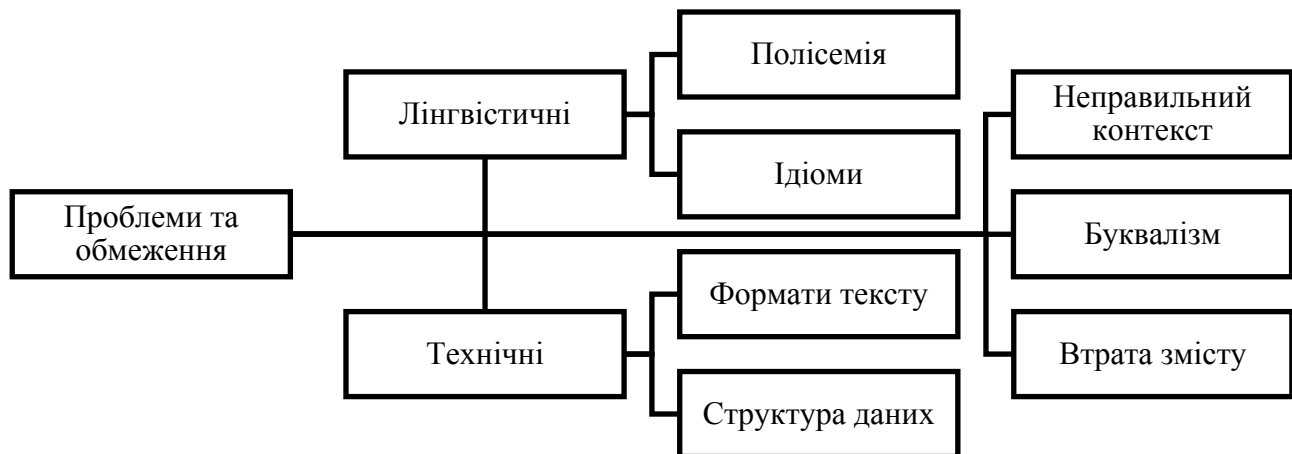 Проблеми та
обмеження
Лінгвістичні
Полісемія
Ідіоми
Технічні
Формати тексту
Структура даних
Неправильний
контекст
Буквалізм
Втрата змісту